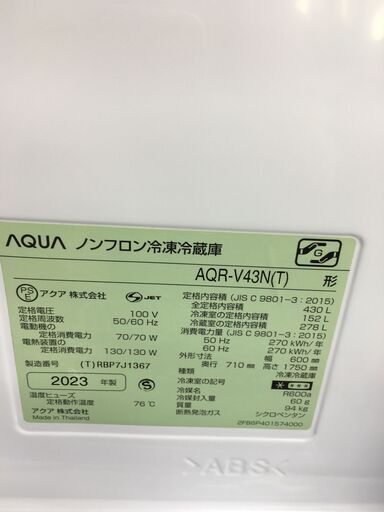 AQUA ノンフロン冷凍冷蔵庫
AQR-V43N(T) 形
PS E アクア 株式会社 JET
定格電圧 100 V
定格周波数 50/60 Hz
電動機の
定格消費電力 70/70 W
電熱装置の
定格消費電力 130/130 W
製造番号 (T)RBP7J1367
2023 年製 S
温度ヒューズ
定格動作温度 76℃
アクア 株式会社
Made in Thailand
G
定格内容積 (JIS C 9801-3:2015)
全定格内容積 430 L
冷凍室の定格内容積 152 L
冷蔵室の定格内容積 278 L
消費電力量 (JIS C 9801-3:2015)
50 Hz 270 kWh/年
60 Hz 270 kWh/年
外形寸法 幅 600 mm
奥行 710 mm 高さ 1750 mm
種類 冷凍冷蔵庫
冷凍室の記号
冷媒 R600a
冷媒封入量 60 g
質量 94 kg
断熱発泡ガス シクロペンタン
2FB6P401574000
>ABS<